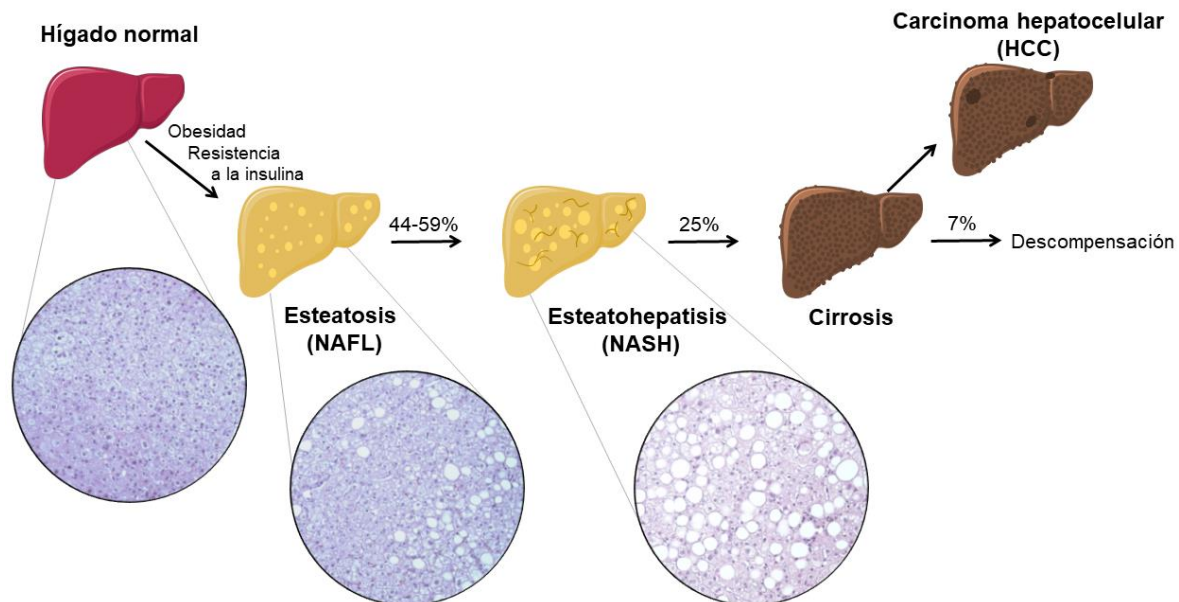 Hígado normal
Obesidad
Resistencia
a la insulina
Esteatosis
(NAFL)
44-59%
Esteatohepatisis
(NASH)
25%
Cirrosis
Carcinoma hepatocelular
(HCC)
7%
Descompensación